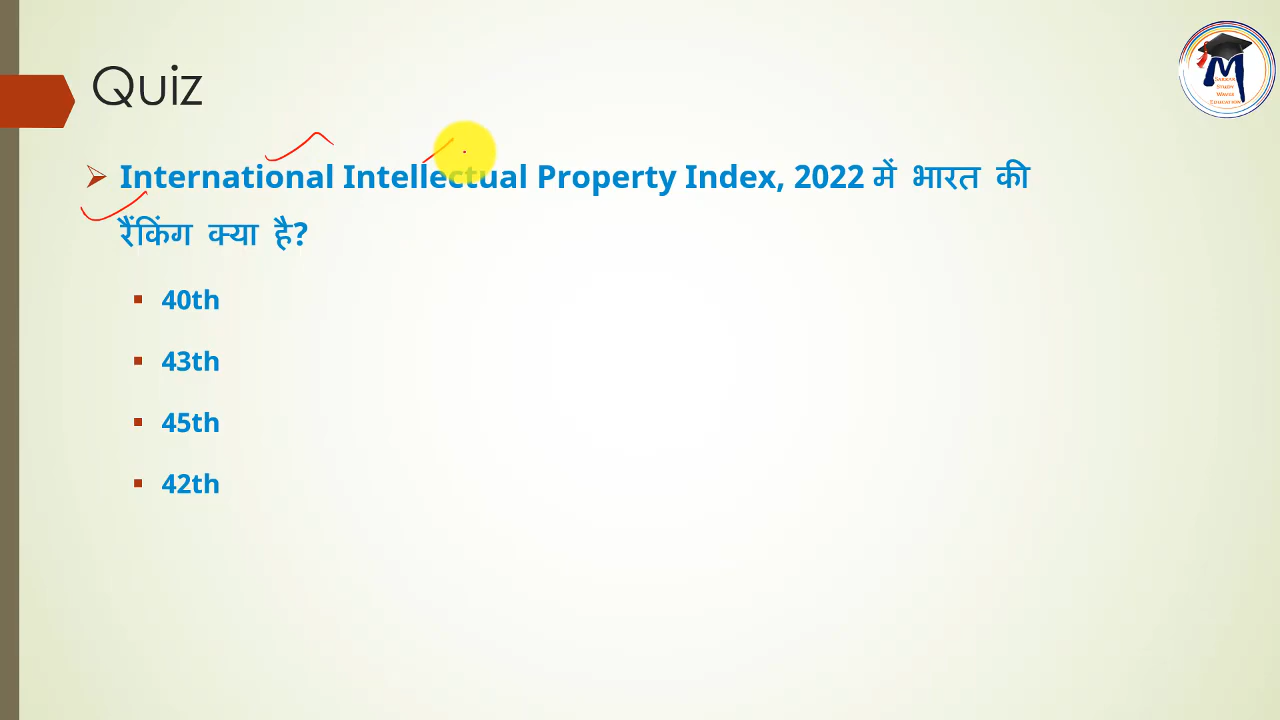 Quiz
International Intellectual Property Index, 2022 में भारत की
रैंकिंग क्या है?
40th
43th
45th
42th